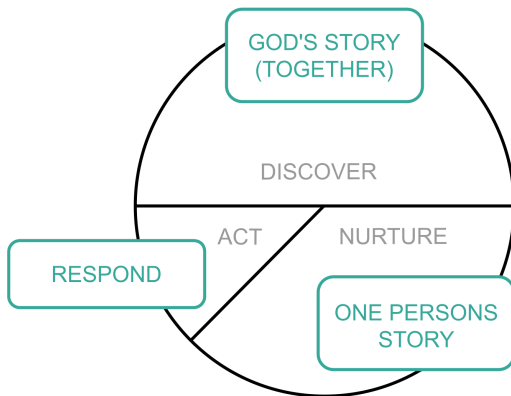 GOD'S STORY
(TOGETHER)
DISCOVER
ACT
NURTURE
RESPOND
ONE PERSONS
STORY